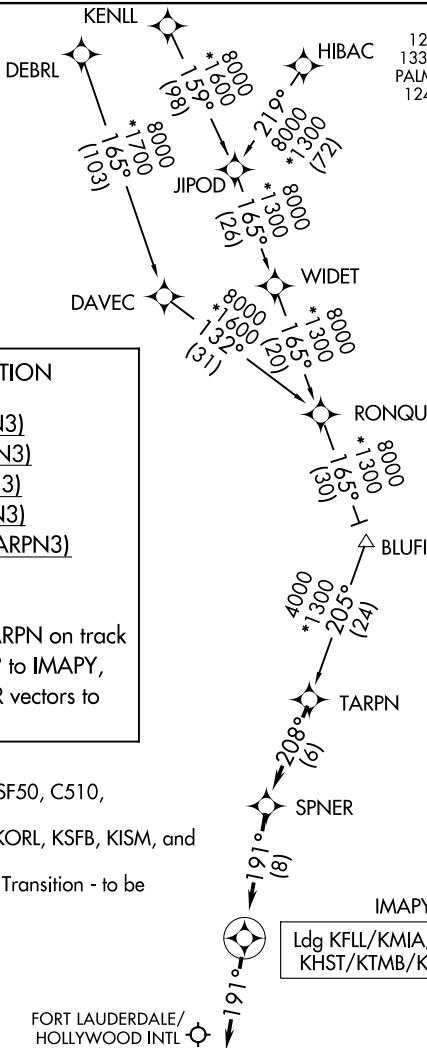 KENLL
DEBRL
HIBAC
12
133
PALM
124
8000
*1600
159°
(98)
219°
8000
*1300
(72)
8000
*1700
165°
(103)
JIPOD
8000
*1300
165°
(26)
WIDET
DAVEC
8000
*1600
132°
(31)
8000
*1300
165°
(20)
RONQU
8000
*1300
165°
(30)
TION
N3)
N3)
3)
N3)
ARPN3)
BLUFI
4000
*1300
205°
(24)
ARPN on track
to IMAPY,
R vectors to
TARPN
208°
(6)
SPNER
SF50, C510,
KORL, KSFB, KISM, and
Transition - to be
191°
(8)
IMAPY
Ldg KFLL/KMIA,
KHST/KTMB/K
191°
FORT LAUDERDALE/
HOLLYWOOD INTL